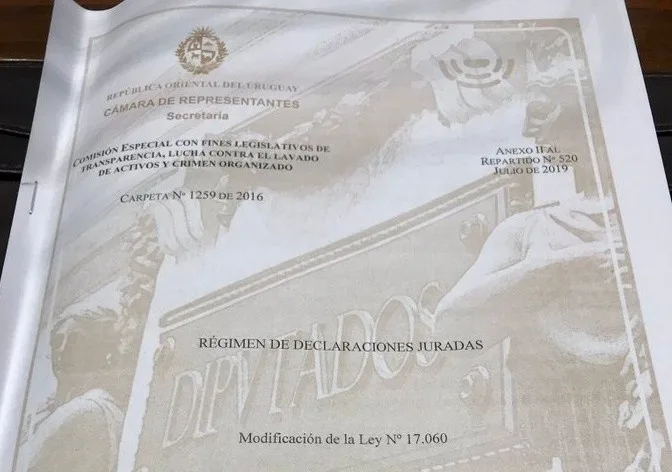 REPÚBLICA ORIENTAL DEL URUGUAY
CÁMARA DE REPRESENTANTES
Secretaría
COMISIÓN ESPECIAL CON FINES LEGISLATIVOS DE
TRANSPARENCIA, LUCHA CONTRA EL LAVADO
DE ACTIVOS Y CRIMEN ORGANIZADO
CARPETA Nº 1259 DE 2016
ANEXO II AL
REPARTIDO Nº 520
JULIO DE 2019
RÉGIMEN DE DECLARACIONES JURADAS
DIPVTADOS
Modificación de la Ley Nº 17.060